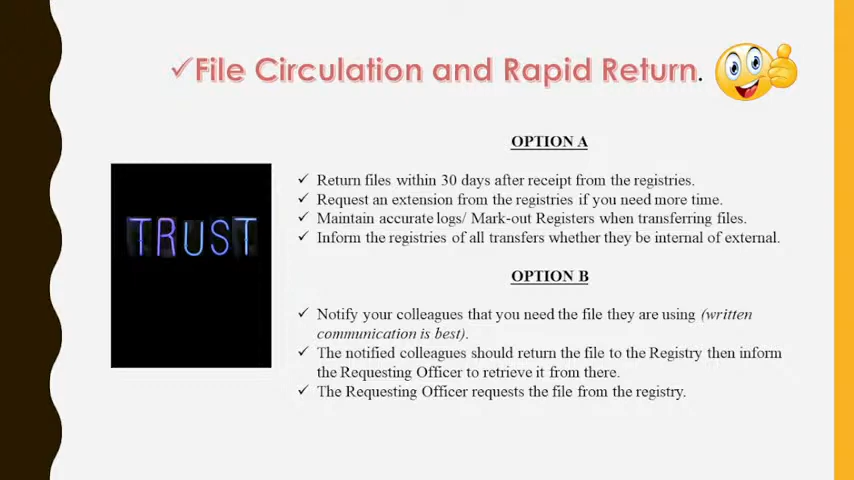 ✓File Circulation and Rapid Return.
OPTION A
TRUST
✓ Return files within 30 days after receipt from the registries.
✓ Request an extension from the registries if you need more time.
✓ Maintain accurate logs/ Mark-out Registers when transferring files.
✓ Inform the registries of all transfers whether they be internal of external.
OPTION B
✓ Notify your colleagues that you need the file they are using (written
communication is best).
✓ The notified colleagues should return the file to the Registry then inform
the Requesting Officer to retrieve it from there.
✓ The Requesting Officer requests the file from the registry.